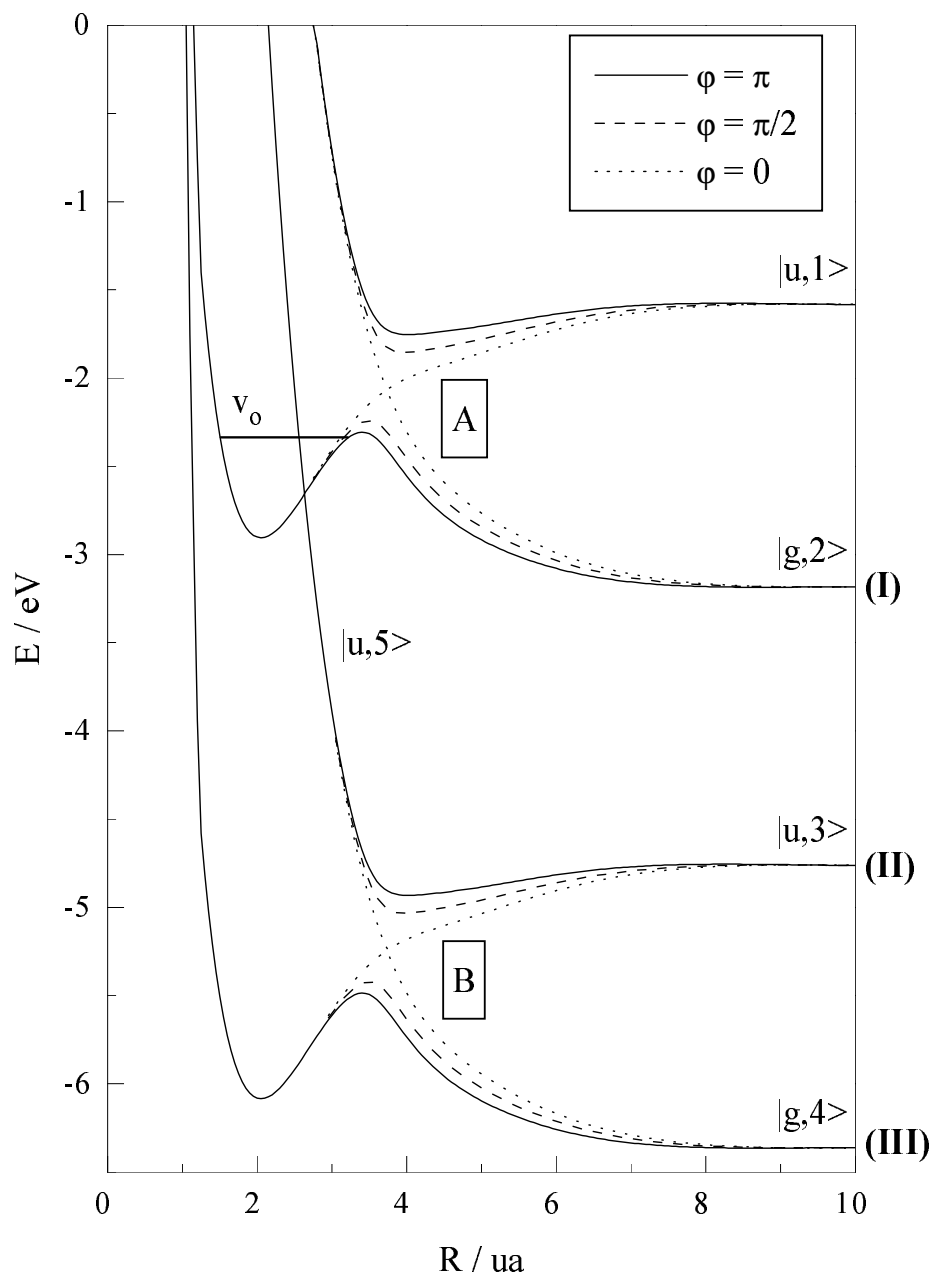 0
-1
-2
-3
-4
-5
-6
E / eV
0
2
4
6
8
10
R / ua
φ = π
φ = π/2
φ = 0
|u,1>
A
vo
|g,2>
(I)
|u,5>
|u,3>
(II)
B
|g,4>
(III)